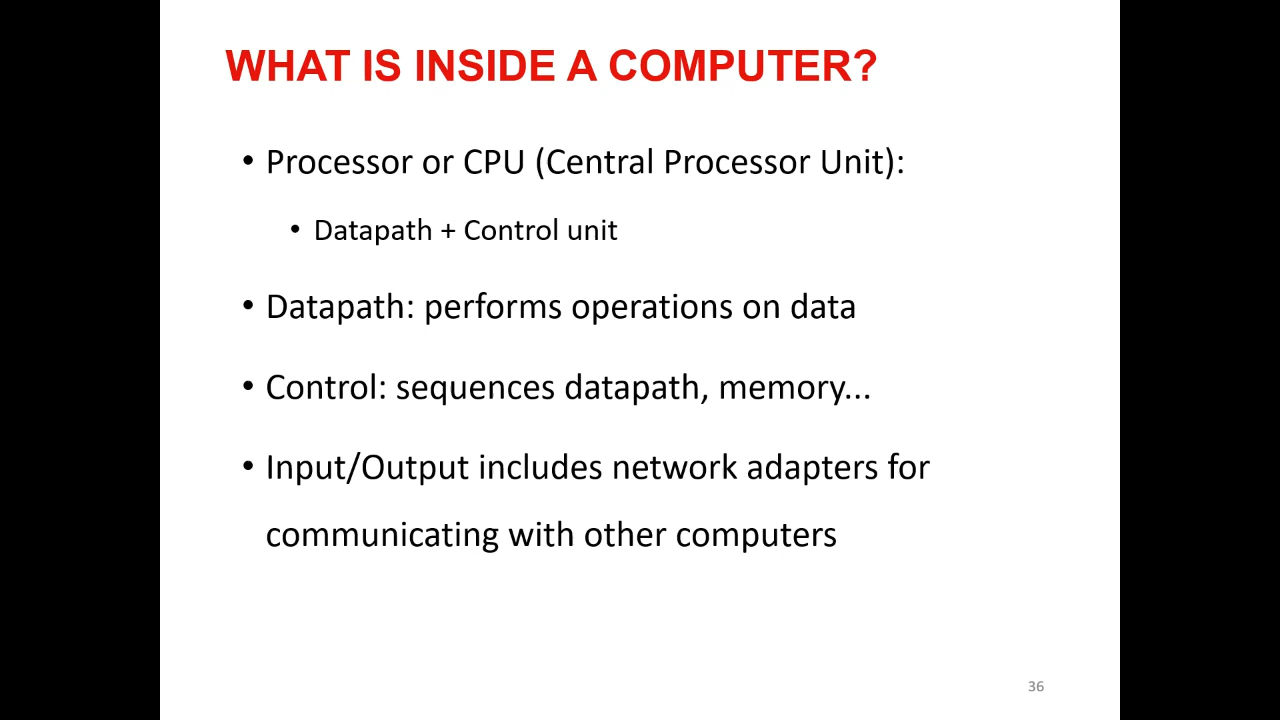 WHAT IS INSIDE A COMPUTER?
• Processor or CPU (Central Processor Unit):
• Datapath + Control unit
• Datapath: performs operations on data
• Control: sequences datapath, memory...
• Input/Output includes network adapters for
communicating with other computers
36